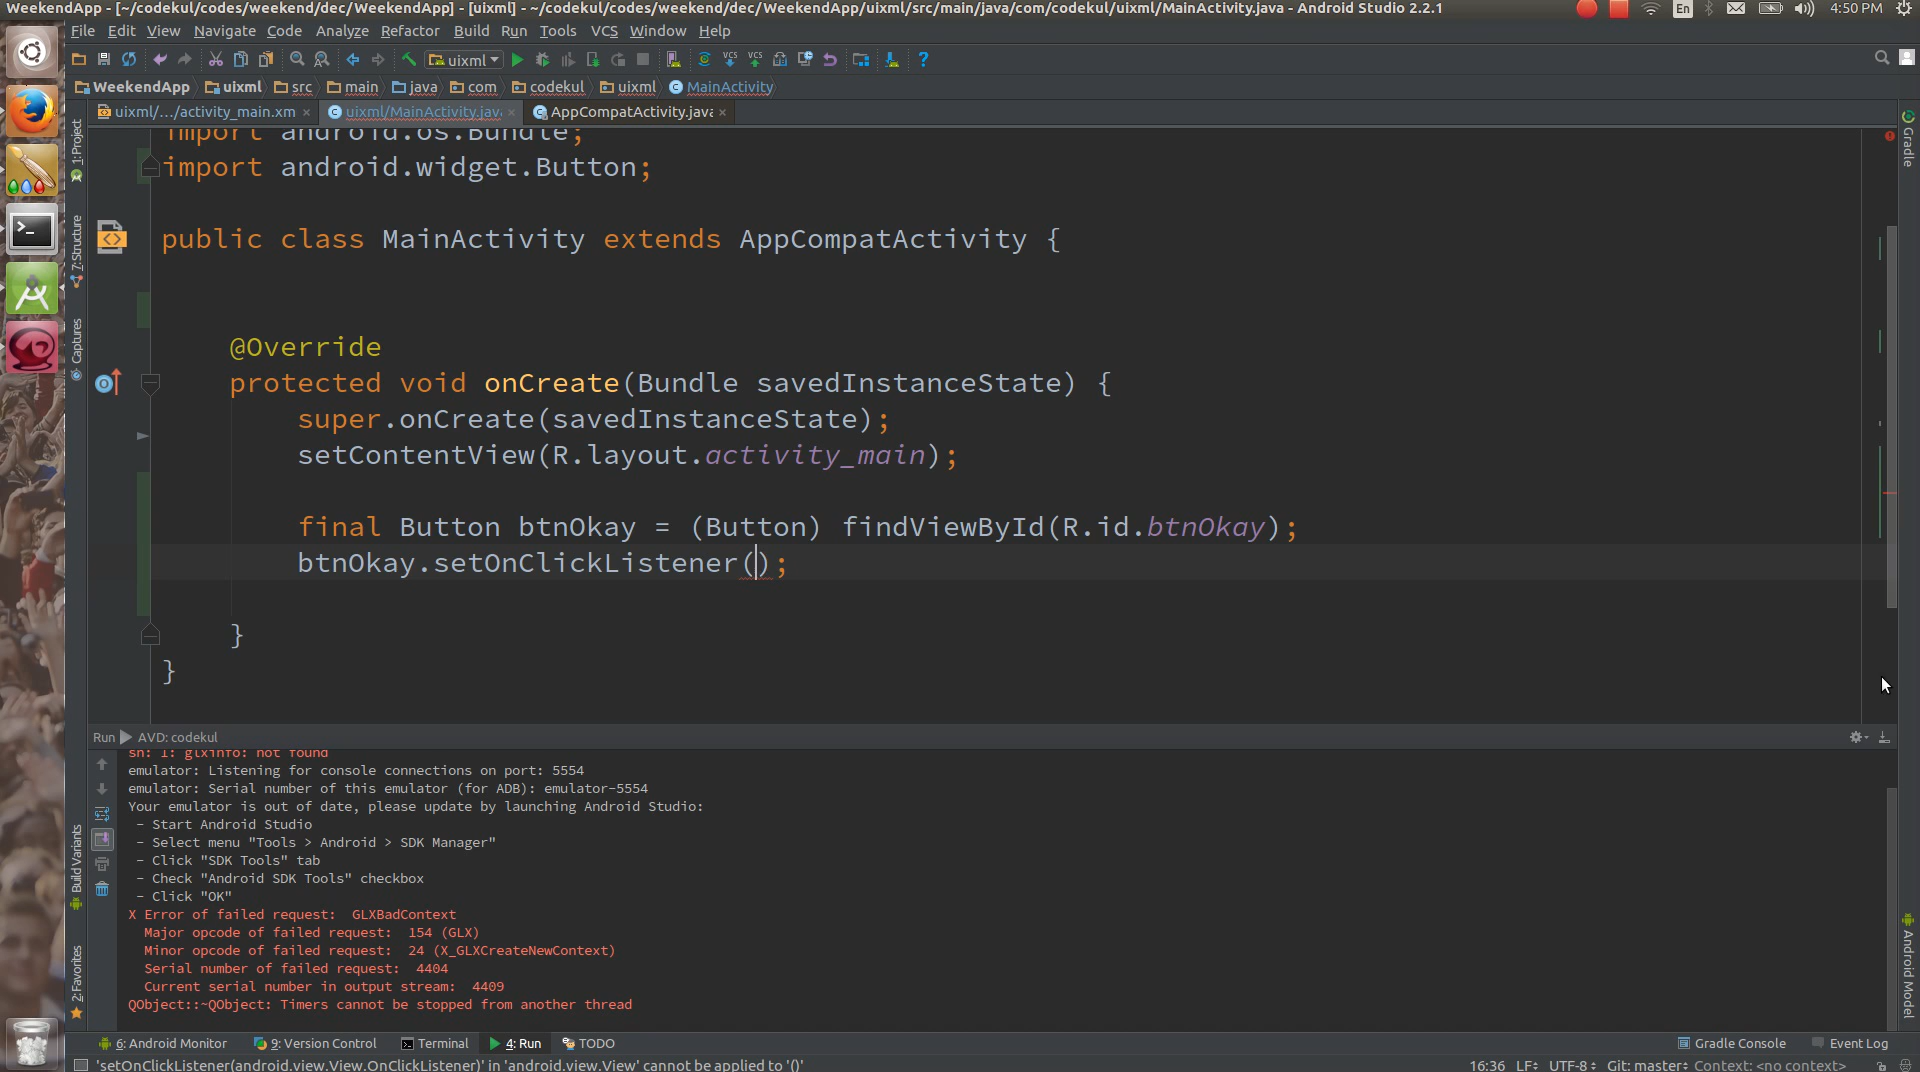 WeekendApp - [~/codekul/codes/weekend/dec/WeekendApp] - [uixml] - ~/codekul/codes/weekend/dec/WeekendApp/uixml/src/main/java/com/codekul/uixml/MainActivity.java - Android Studio 2.2.1
En
4:50 PM
File Edit View Navigate Code Analyze Refactor Build Run Tools VCS Window Help
uixml
VCS VCS
WeekendApp uixml src main java com codekul uixml MainActivity
uixml/.../activity_main.xm uixml/MainActivity.java AppCompatActivity.java
1: Project
7: Structure
Captures
Build Variants
2: Favorites
Gradle
Android Model
import android.os.Bundle;
import android.widget.Button;
public class MainActivity extends AppCompatActivity {
@Override
protected void onCreate(Bundle savedInstanceState) {
super.onCreate(savedInstanceState);
setContentView(R.layout.activity_main);
final Button btnOkay = (Button) findViewById(R.id.btnOkay);
btnOkay.setOnClickListener();
}
}
Run AVD: codekul
sh: 1: glxinfo: not found
emulator: Listening for console connections on port: 5554
emulator: Serial number of this emulator (for ADB): emulator-5554
Your emulator is out of date, please update by launching Android Studio:
- Start Android Studio
- Select menu "Tools > Android > SDK Manager"
- Click "SDK Tools" tab
- Check "Android SDK Tools" checkbox
- Click "OK"
X Error of failed request:  GLXBadContext
Major opcode of failed request:  154 (GLX)
Minor opcode of failed request:  24 (X_GLXCreateNewContext)
Serial number of failed request:  4404
Current serial number in output stream:  4409
QObject::~QObject: Timers cannot be stopped from another thread
6: Android Monitor 9: Version Control Terminal 4: Run TODO Gradle Console Event Log
'setOnClickListener(android.view.View.OnClickListener)' in 'android.view.View' cannot be applied to '()' 16:36 LF÷ UTF-8÷ Git: master÷ Context: <no context>